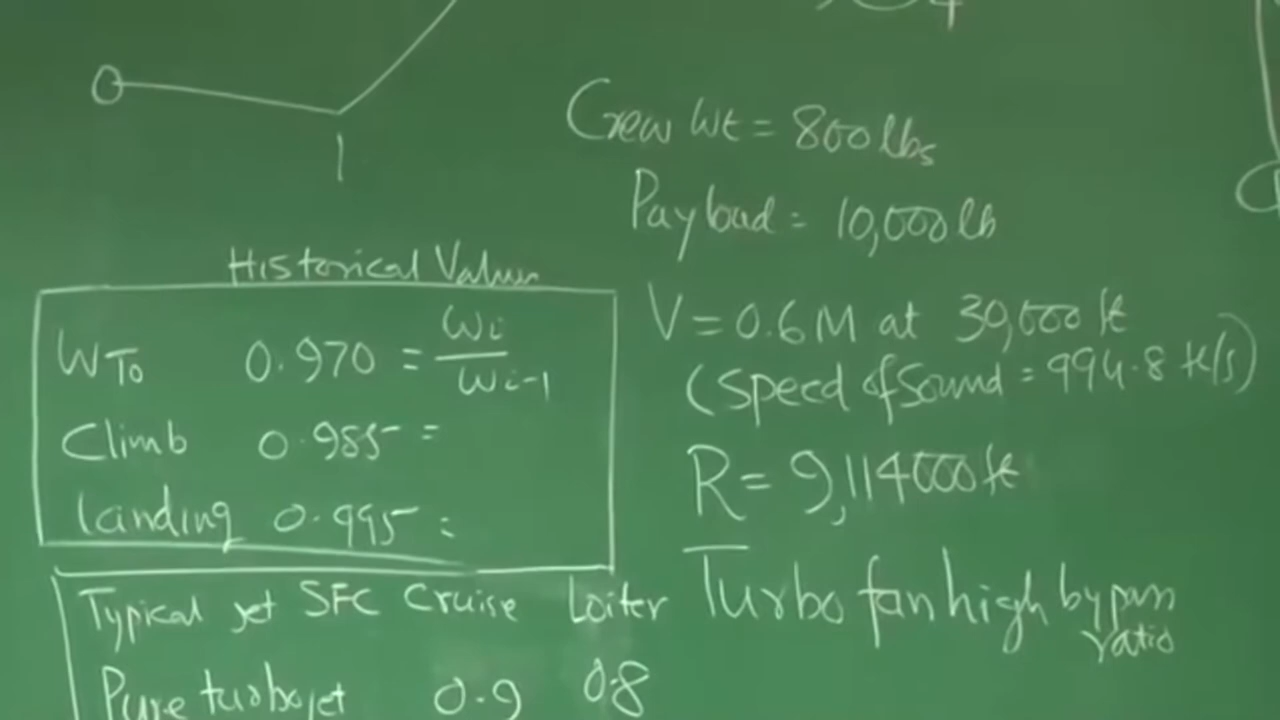 0
1
Crew Wt = 800 lbs
Payload = 10,000 lb
V = 0.6 M at 30,000 ft
(Speed of Sound = 994.8 ft/s)
R = 9,114000 ft
Turbo fan high bypass
ratio
Historical Values
W To 0.970 = Wi / Wi-1
Climb 0.985 =
landing 0.995 =
Typical jet SFC Cruise Loiter
Pure turbojet 0.9 0.8